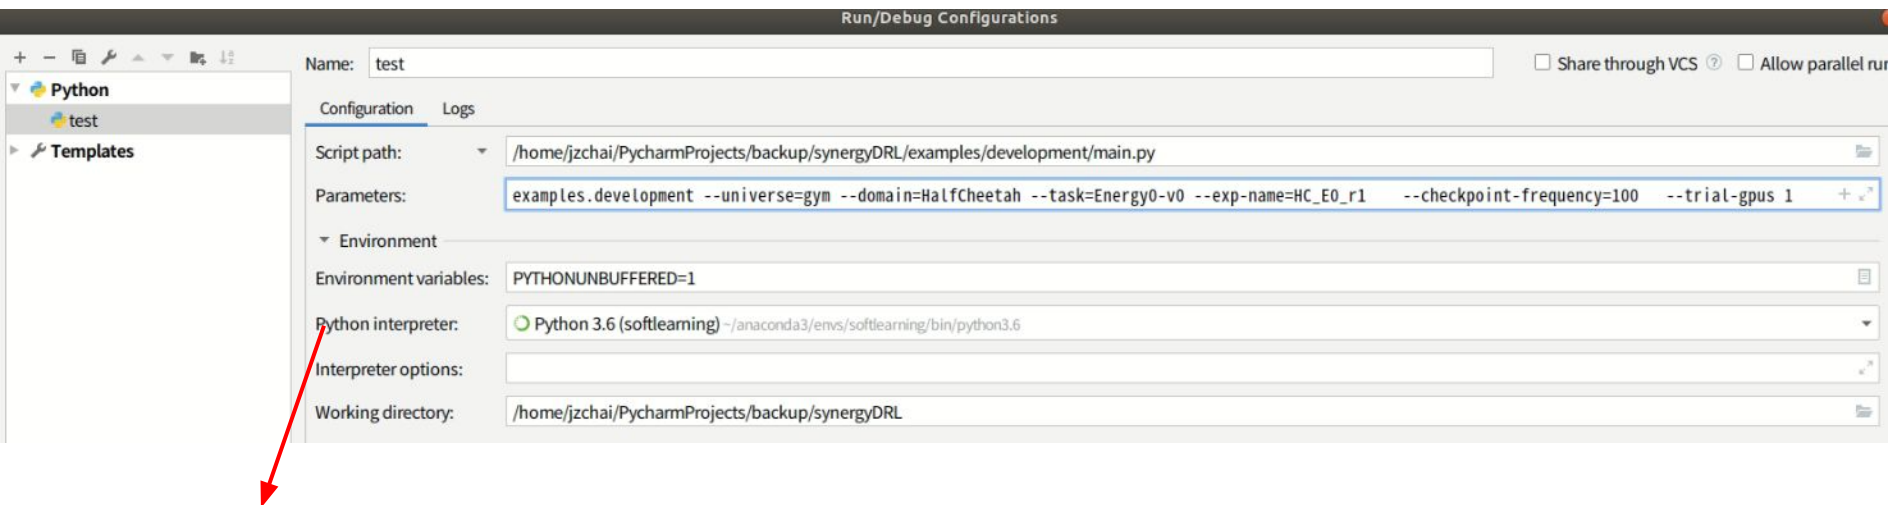 Run/Debug Configurations
Name: test
Share through VCS ? Allow parallel run
Python
test
Templates
Configuration Logs
Script path: /home/jzchai/PycharmProjects/backup/synergyDRL/examples/development/main.py
Parameters: examples.development --universe=gym --domain=HalfCheetah --task=Energy0-v0 --exp-name=HC_E0_r1 --checkpoint-frequency=100 --trial-gpus 1
Environment
Environment variables: PYTHONUNBUFFERED=1
Python interpreter: Python 3.6 (softlearning) ~/anaconda3/envs/softlearning/bin/python3.6
Interpreter options:
Working directory: /home/jzchai/PycharmProjects/backup/synergyDRL